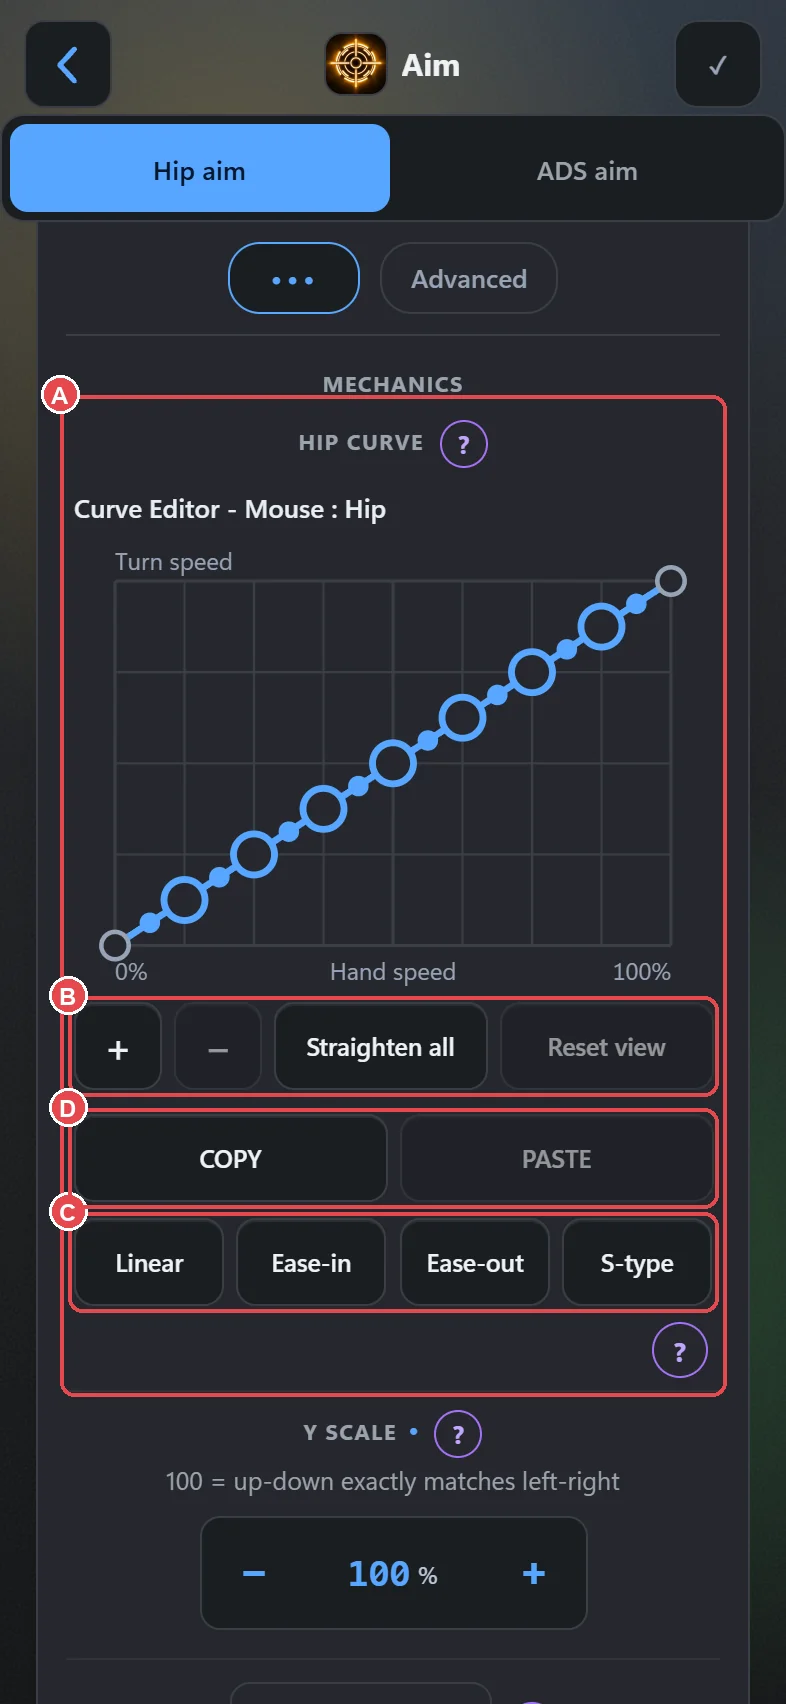 Aim
✓
Hip aim
ADS aim
•••
Advanced
MECHANICS
A
HIP CURVE ?
Curve Editor - Mouse : Hip
Turn speed
0% Hand speed 100%
B
+ − Straighten all Reset view
D
COPY PASTE
C
Linear Ease-in Ease-out S-type
?
Y SCALE • ?
100 = up-down exactly matches left-right
− 100 % +